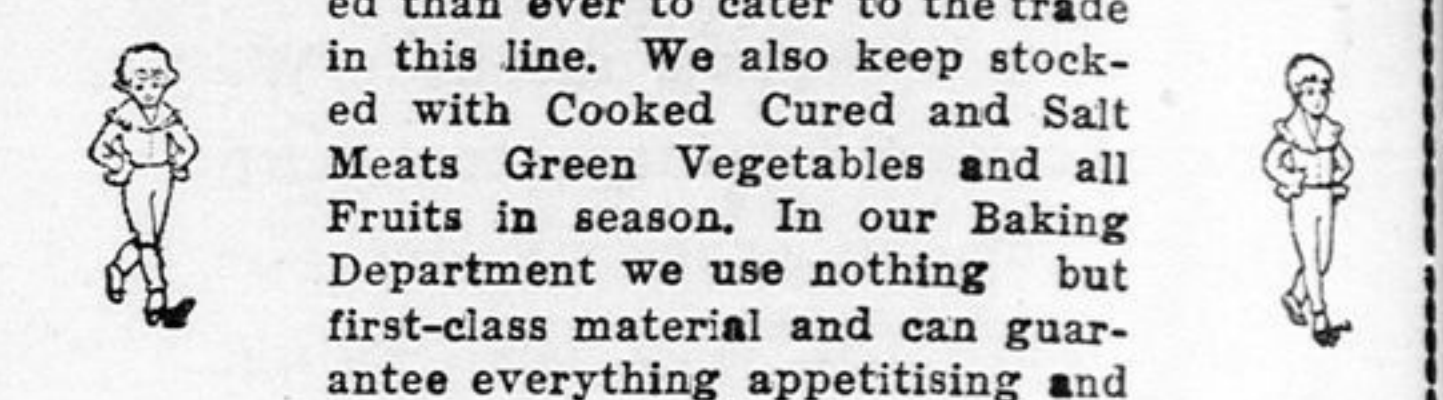 ed than ever to cater to the trade
in this line. We also keep stock-
ed with Cooked Cured and Salt
Meats Green Vegetables and all
Fruits in season. In our Baking
Department we use nothing but
first-class material and can guar-
antee everything appetitising and